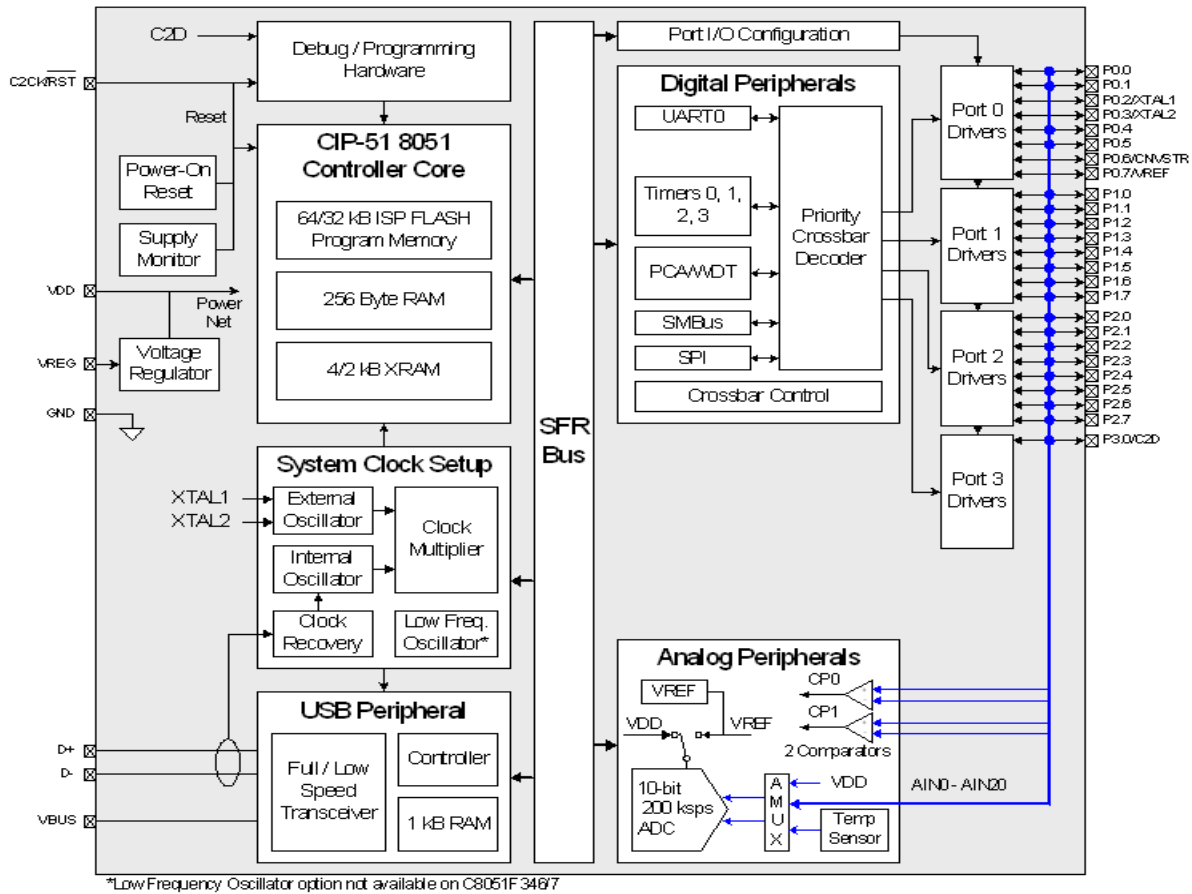 C2D
C2CK/RST
Debug / Programming
Hardware
Reset
Power-On
Reset
Supply
Monitor
VDD
Power
Net
VREG
Voltage
Regulator
GND
CIP-51 8051
Controller Core
64/32 kB ISP FLASH
Program Memory
256 Byte RAM
4/2 kB XRAM
System Clock Setup
XTAL1
XTAL2
External
Oscillator
Internal
Oscillator
Clock
Recovery
Clock
Multiplier
Low Freq.
Oscillator*
USB Peripheral
D+
D-
VBUS
Full / Low
Speed
Transceiver
Controller
1 kB RAM
SFR
Bus
Port I/O Configuration
Digital Peripherals
UART0
Timers 0, 1,
2, 3
PCA/WDT
SMBus
SPI
Priority
Crossbar
Decoder
Crossbar Control
Port 0
Drivers
Port 1
Drivers
Port 2
Drivers
Port 3
Drivers
P0.0
P0.1
P0.2/XTAL1
P0.3/XTAL2
P0.4
P0.5
P0.6/CNVSTR
P0.7/VREF
P1.0
P1.1
P1.2
P1.3
P1.4
P1.5
P1.6
P1.7
P2.0
P2.1
P2.2
P2.3
P2.4
P2.5
P2.6
P2.7
P3.0/C2D
Analog Peripherals
VREF
VDD
VREF
CP0
CP1
2 Comparators
10-bit
200 ksps
ADC
AMUX
VDD
Temp
Sensor
AIN0 - AIN20
*Low Frequency Oscillator option not available on C8051F346/7